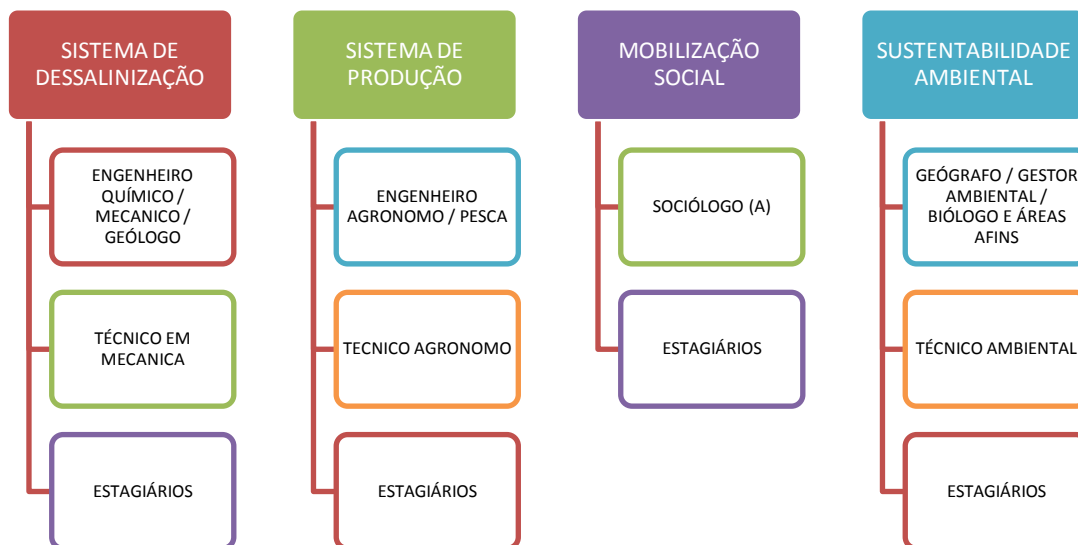 SISTEMA DE
DESSALINIZAÇÃO
ENGENHEIRO
QUÍMICO /
MECANICO /
GEÓLOGO
TÉCNICO EM
MECANICA
ESTAGIÁRIOS
SISTEMA DE
PRODUÇÃO
ENGENHEIRO
AGRONOMO / PESCA
TECNICO AGRONOMO
ESTAGIÁRIOS
MOBILIZAÇÃO
SOCIAL
SOCIÓLOGO (A)
ESTAGIÁRIOS
SUSTENTABILIDADE
AMBIENTAL
GEÓGRAFO / GESTOR
AMBIENTAL /
BIÓLOGO E ÁREAS
AFINS
TÉCNICO AMBIENTAL
ESTAGIÁRIOS